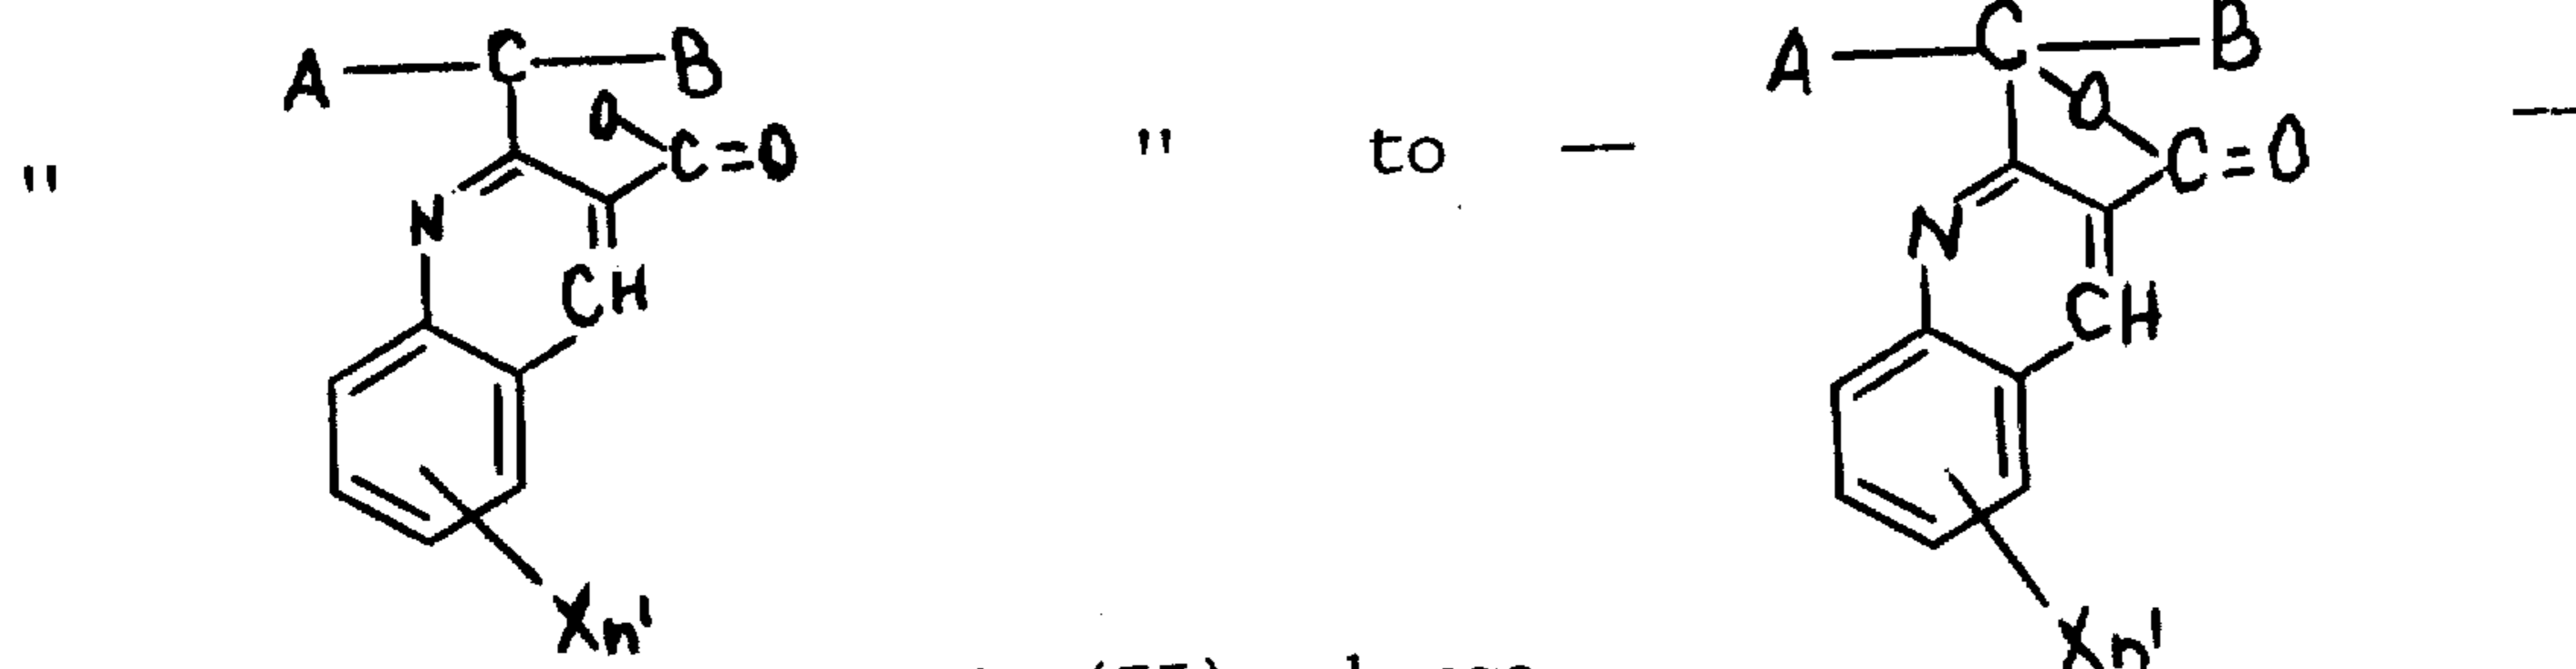 A C B
O C=O
N
CH
Xn'
" " to — A C B —
O C=O
N
CH
Xn'